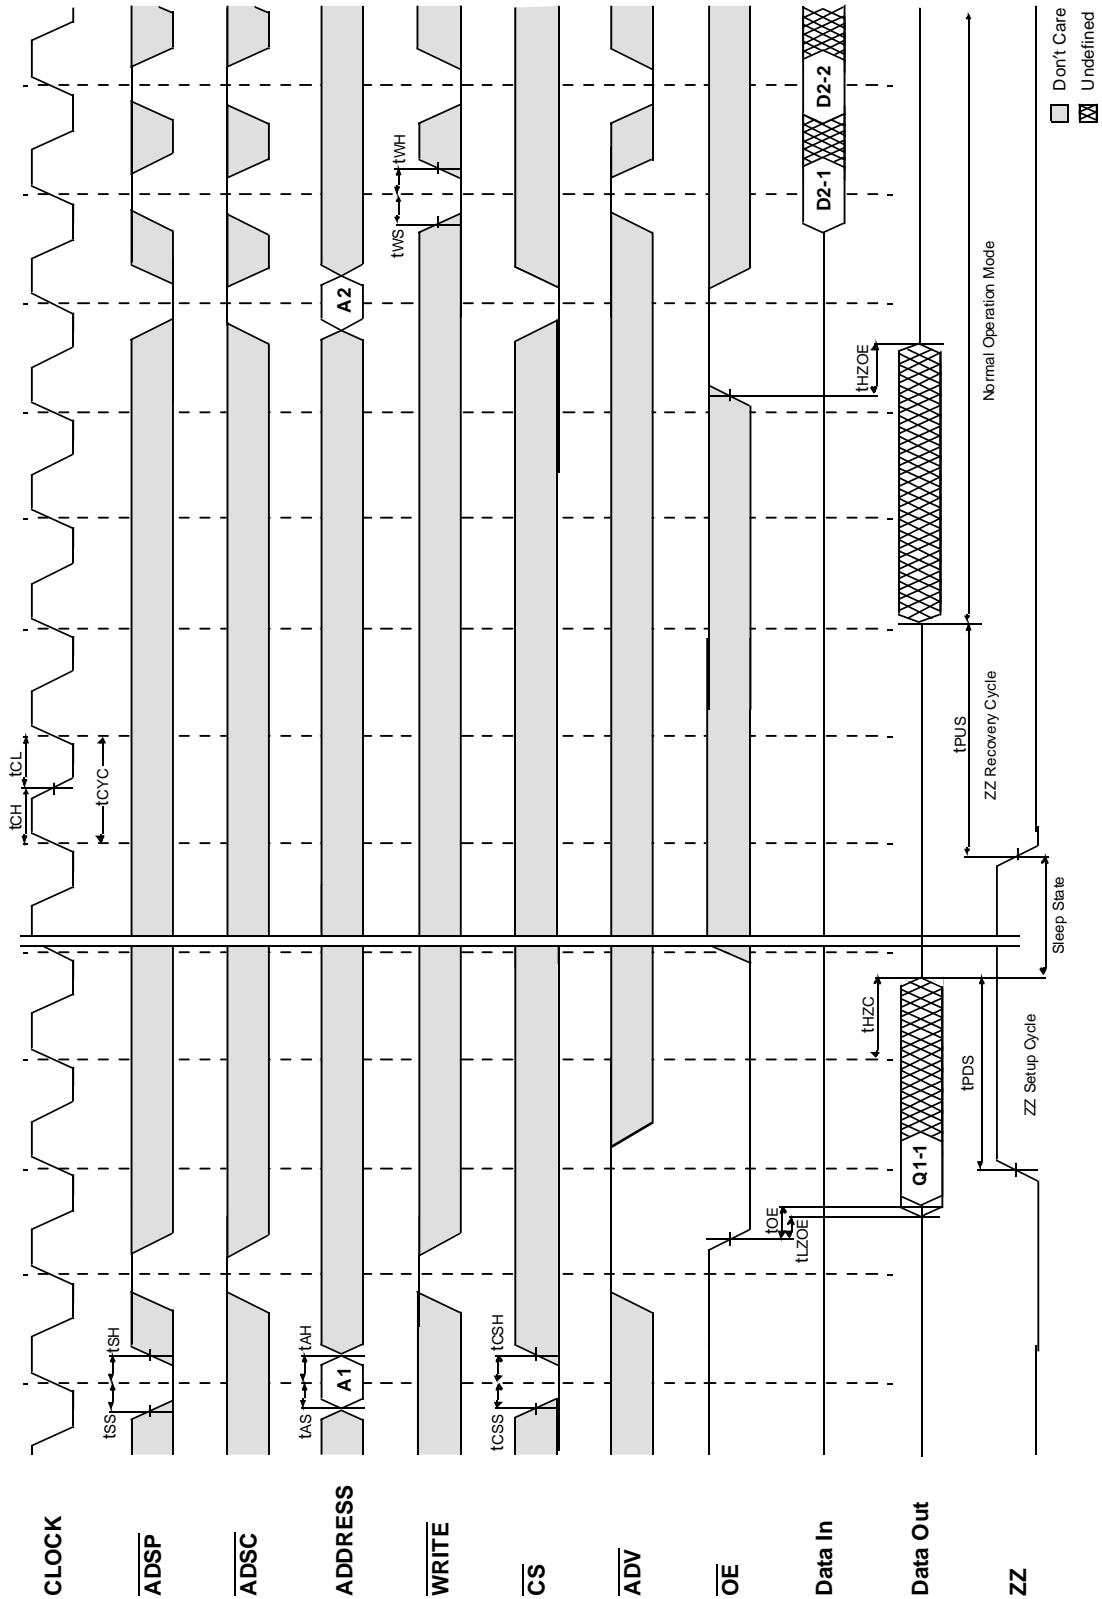 CLOCK
tCH
tCL
tCYC
ADSP
tSS
tSH
ADSC
ADDRESS
tAS
tAH
A1
A2
WRITE
tWS
tWH
CS
tCSS
tCSH
ADV
OE
tOE
tLZOE
Data In
D2-1
D2-2
Data Out
Q1-1
tHZC
tHZOE
tPDS
tPUS
ZZ
ZZ Setup Cycle
Sleep State
ZZ Recovery Cycle
Normal Operation Mode
Don't Care
Undefined